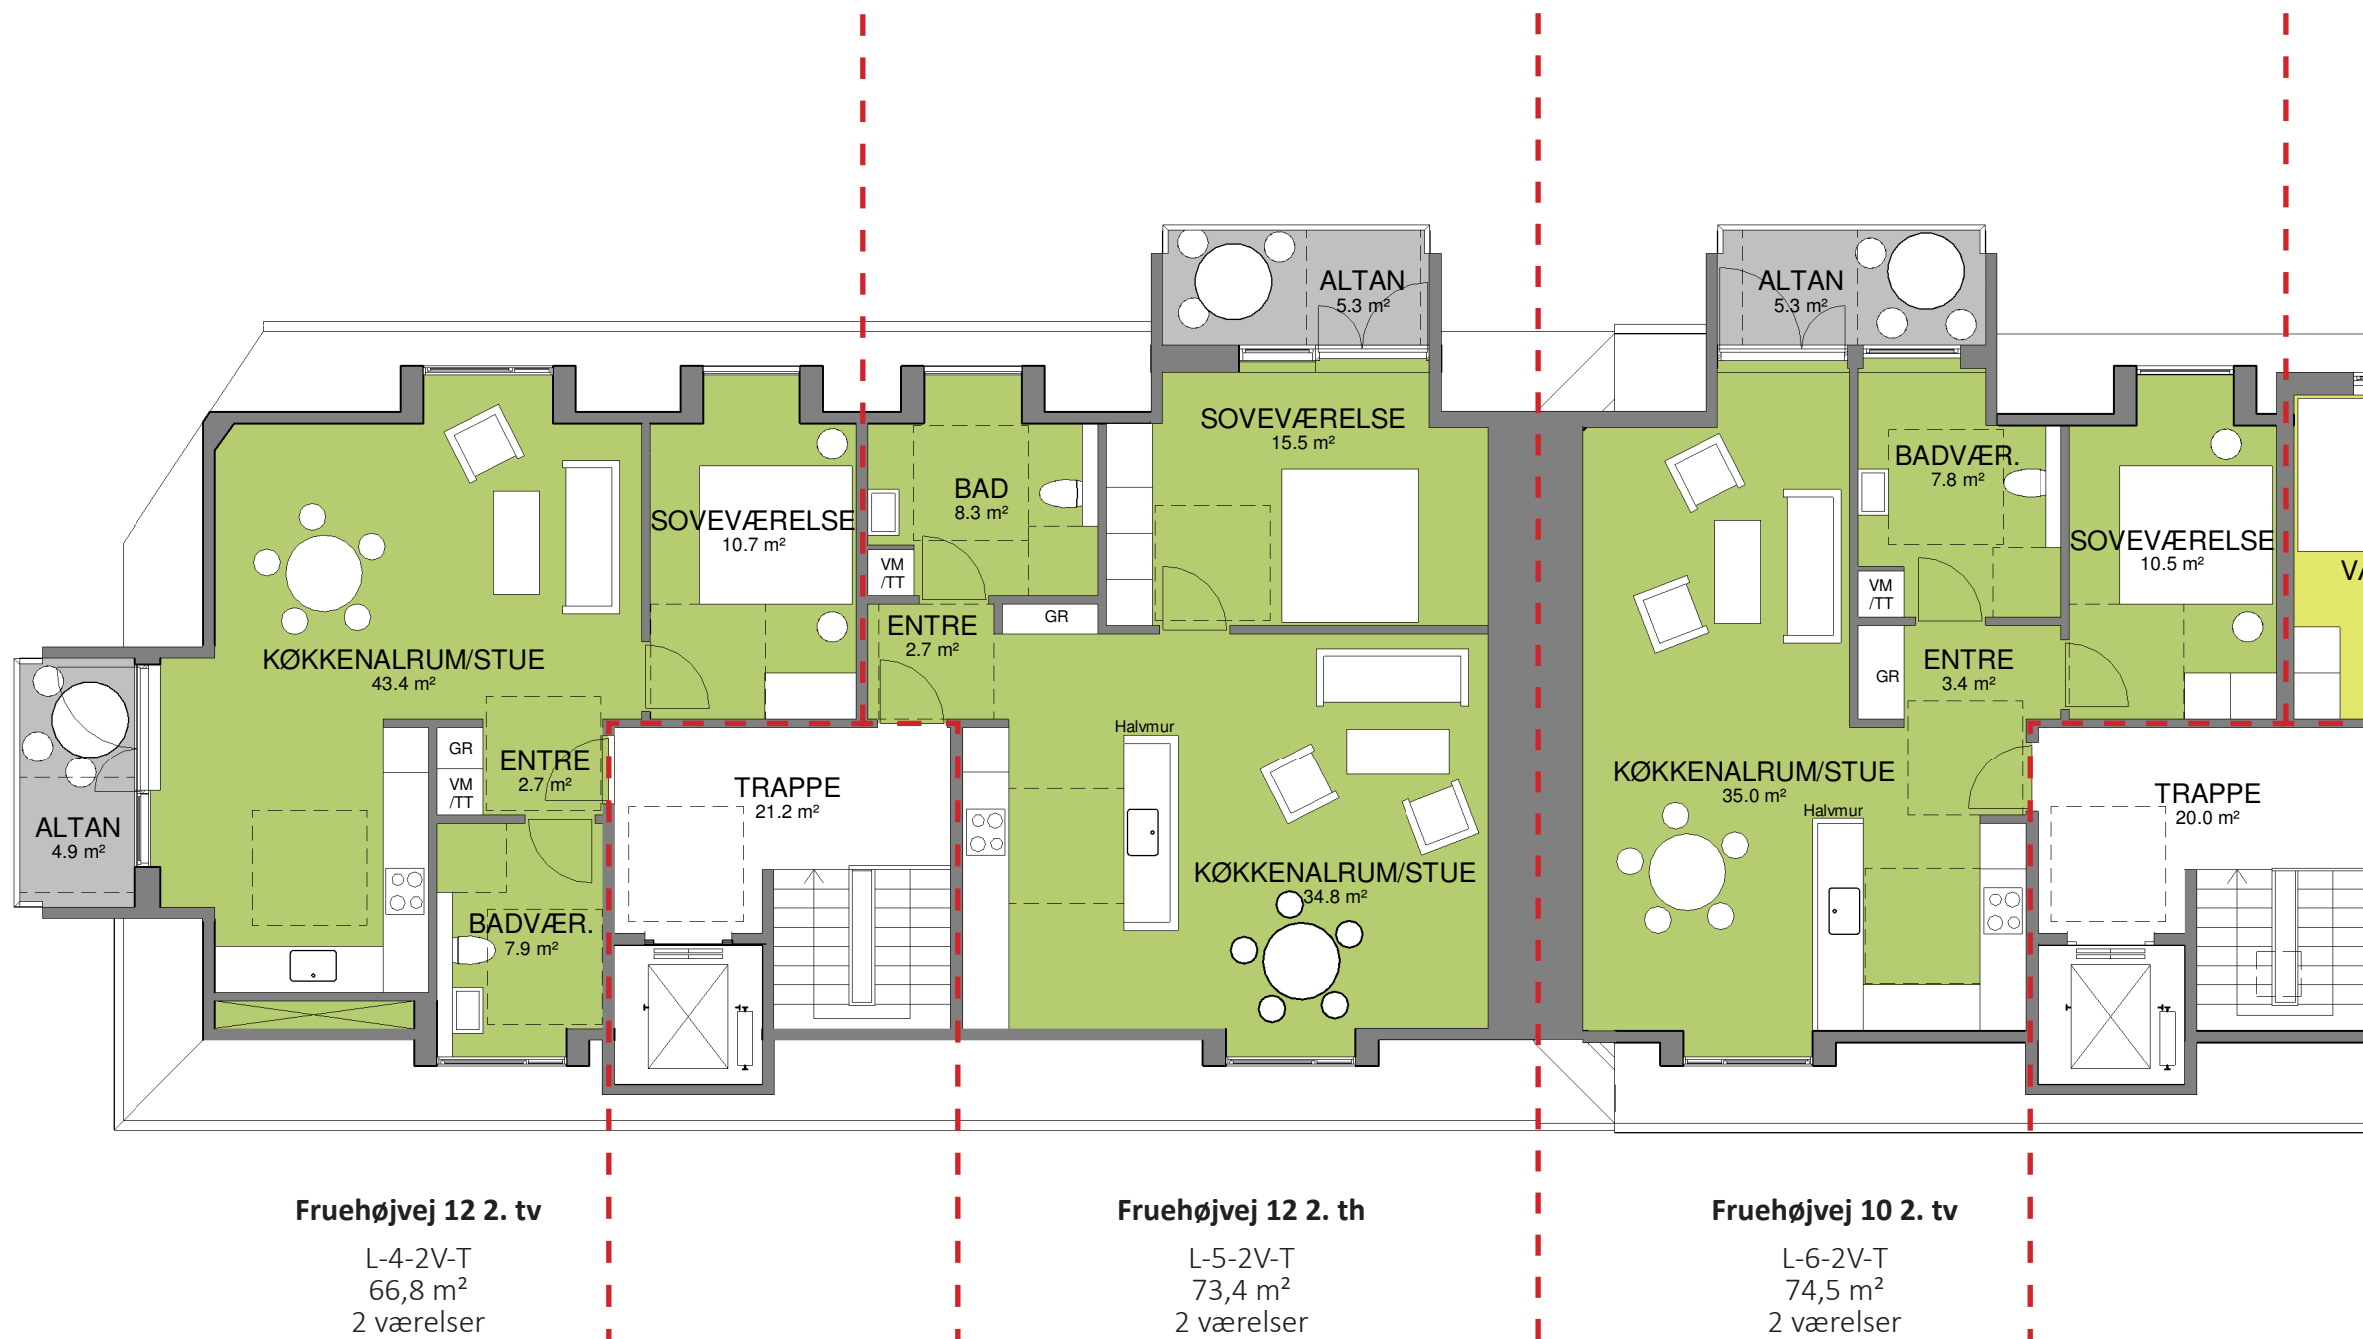 ALTAN
5.3 m²
ALTAN
5.3 m²
SOVEVÆRELSE
15.5 m²
BADVÆR.
7.8 m²
BAD
8.3 m²
SOVEVÆRELSE
10.7 m²
SOVEVÆRELSE
10.5 m²
VM
/TT
VM
/TT
GR
ENTRE
2.7 m²
KØKKENALRUM/STUE
43.4 m²
GR
ENTRE
3.4 m²
Halvmur
GR
VM
/TT
ENTRE
2.7 m²
TRAPPE
21.2 m²
KØKKENALRUM/STUE
35.0 m²
Halvmur
TRAPPE
20.0 m²
ALTAN
4.9 m²
KØKKENALRUM/STUE
34.8 m²
BADVÆR.
7.9 m²
Fruehøjvej 12 2. tv
L-4-2V-T
66,8 m²
2 værelser
Fruehøjvej 12 2. th
L-5-2V-T
73,4 m²
2 værelser
Fruehøjvej 10 2. tv
L-6-2V-T
74,5 m²
2 værelser